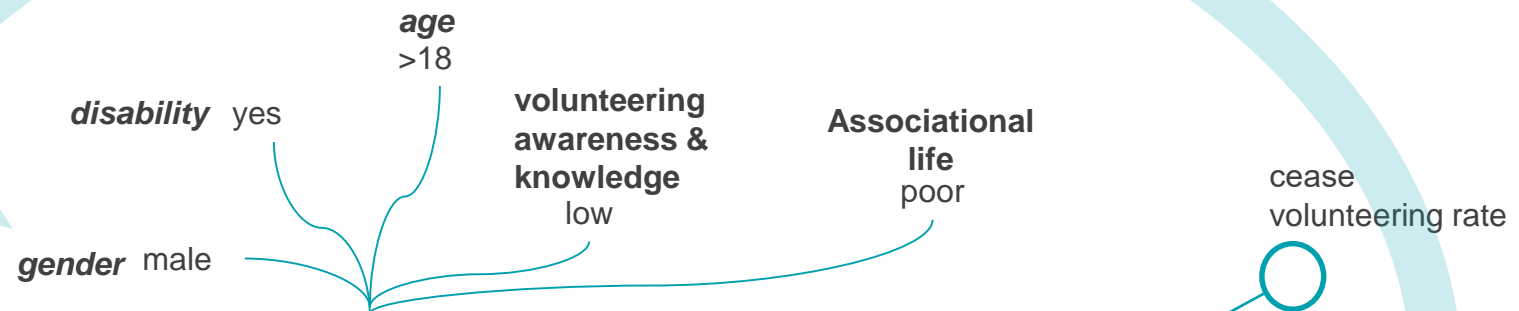 age
>18
disability yes
volunteering
awareness &
knowledge
low
Associational
life
poor
cease
volunteering rate
gender male